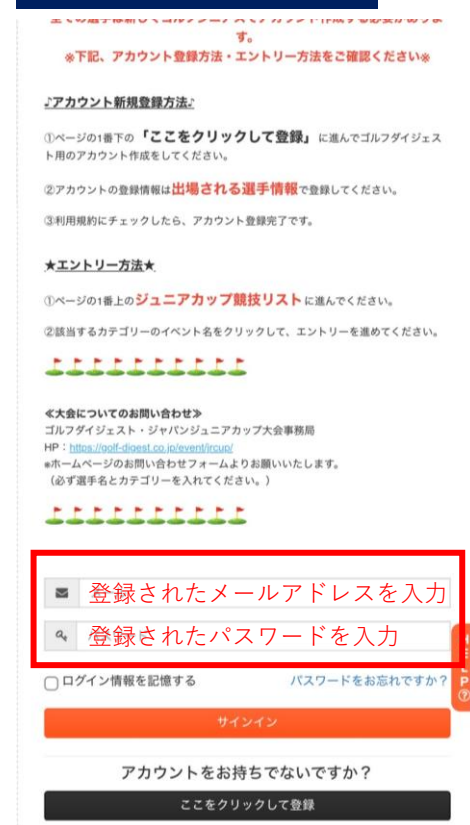 す。
※下記、アカウント登録方法・エントリー方法をご確認ください※
♪アカウント新規登録方法♪
①ページの1番下の「ここをクリックして登録」に進んでゴルフダイジェス
ト用のアカウント作成をしてください。
②アカウントの登録情報は出場される選手情報で登録してください。
③利用規約にチェックしたら、アカウント登録完了です。
★エントリー方法★
①ページの1番上のジュニアカップ競技リストに進んでください。
②該当するカテゴリーのイベント名をクリックして、エントリーを進めてください。
≪大会についてのお問い合わせ≫
ゴルフダイジェスト・ジャパンジュニアカップ大会事務局
HP：https://golf-digest.co.jp/event/jrcup/
※ホームページのお問い合わせフォームよりお願いいたします。
（必ず選手名とカテゴリーを入れてください。）
登録されたメールアドレスを入力
登録されたパスワードを入力
ログイン情報を記憶する
パスワードをお忘れですか？
サインイン
アカウントをお持ちでないですか？
ここをクリックして登録